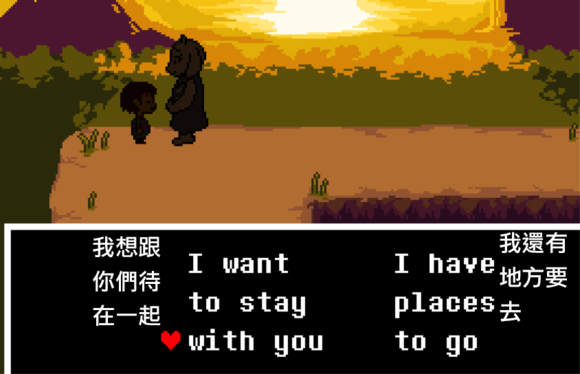 我想跟
你們待
在一起
I want
to stay
with you
I have
places
to go
我還有
地方要
去